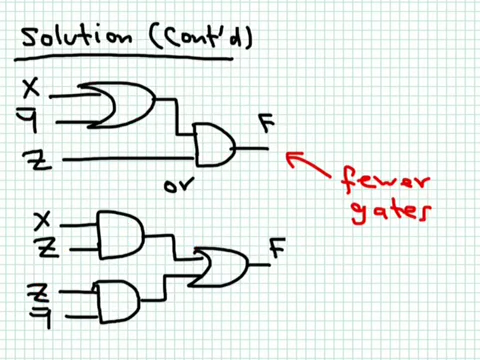 Solution (Cont'd)
X
ȳ
Z
F
or
fewer
gates
X
Z
F
Z
ȳ